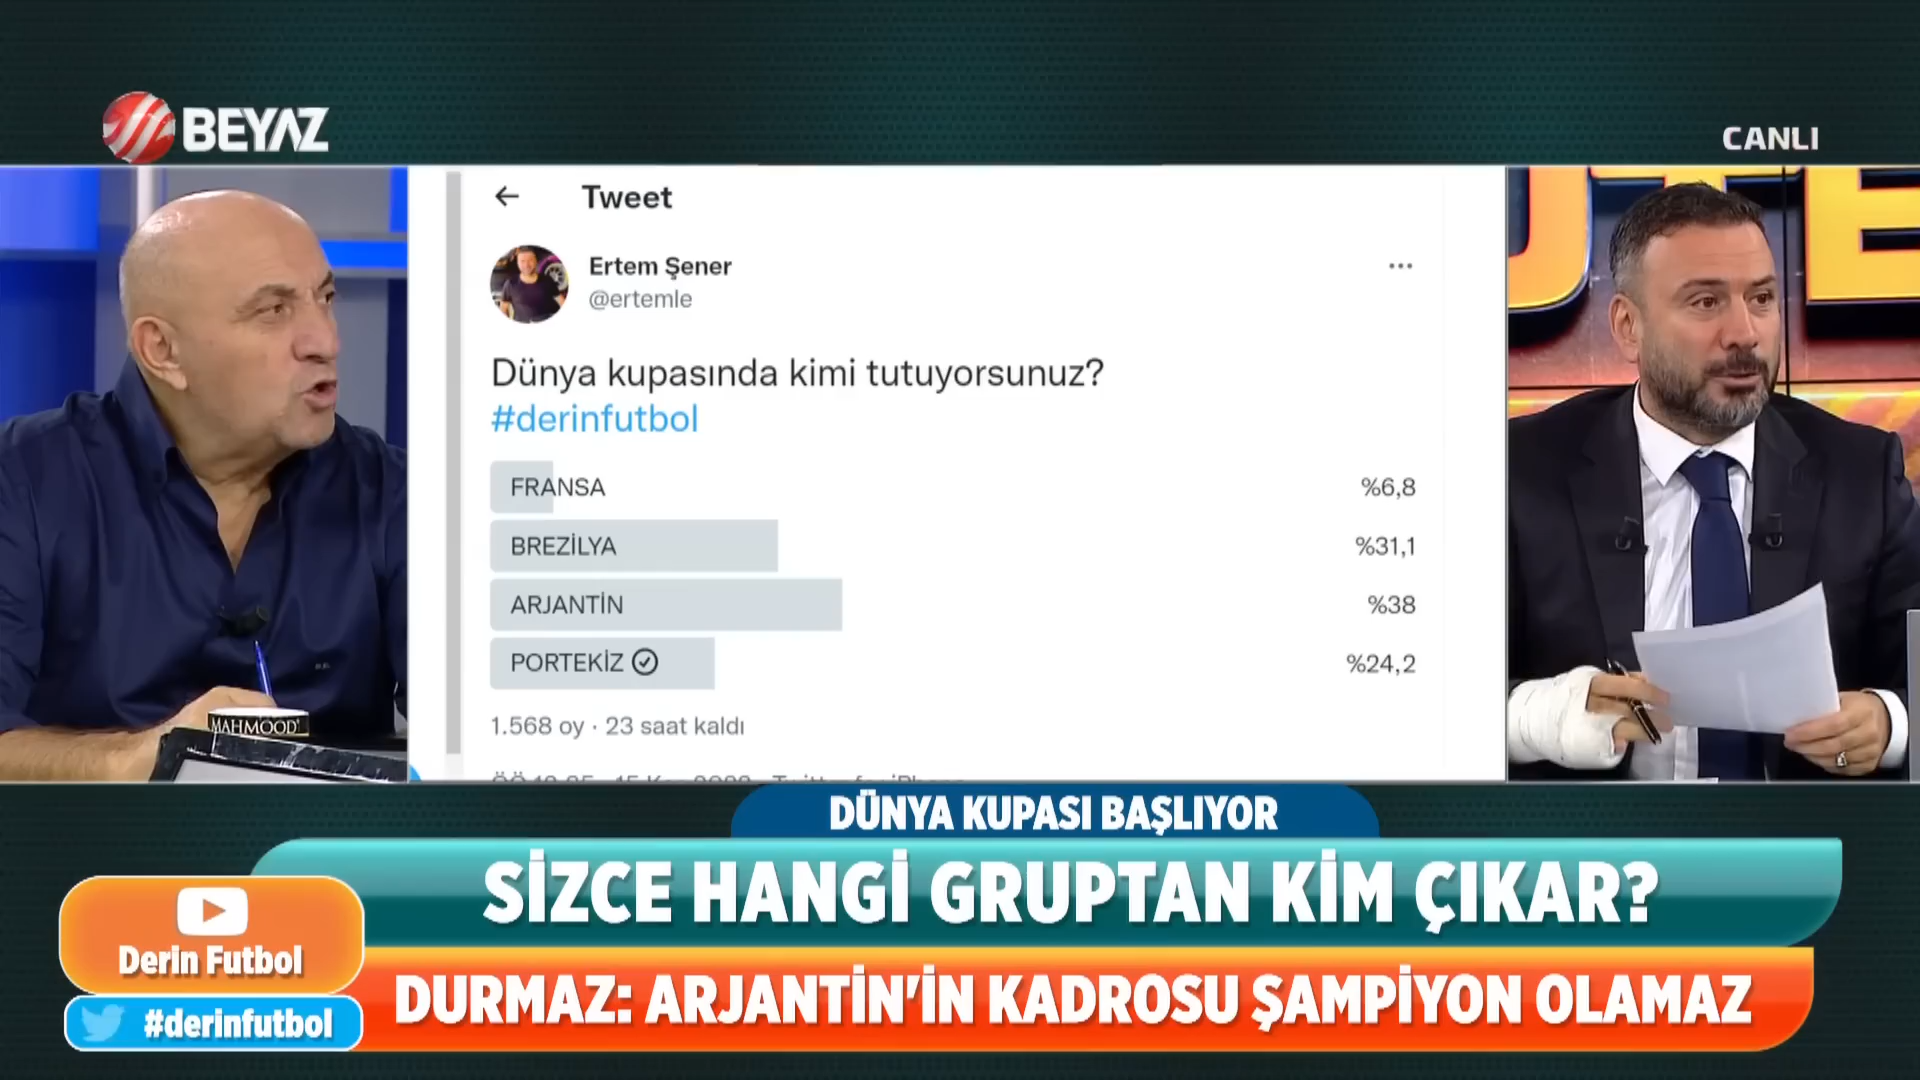 BEYAZ
CANLI
Tweet
Ertem Şener
@ertemle
Dünya kupasında kimi tutuyorsunuz?
#derinfutbol
FRANSA %6,8
BREZİLYA %31,1
ARJANTİN %38
PORTEKİZ %24,2
1.568 oy · 23 saat kaldı
MAHMOOD
DÜNYA KUPASI BAŞLIYOR
SİZCE HANGİ GRUPTAN KİM ÇIKAR?
Derin Futbol
DURMAZ: ARJANTİN'İN KADROSU ŞAMPİYON OLAMAZ
#derinfutbol